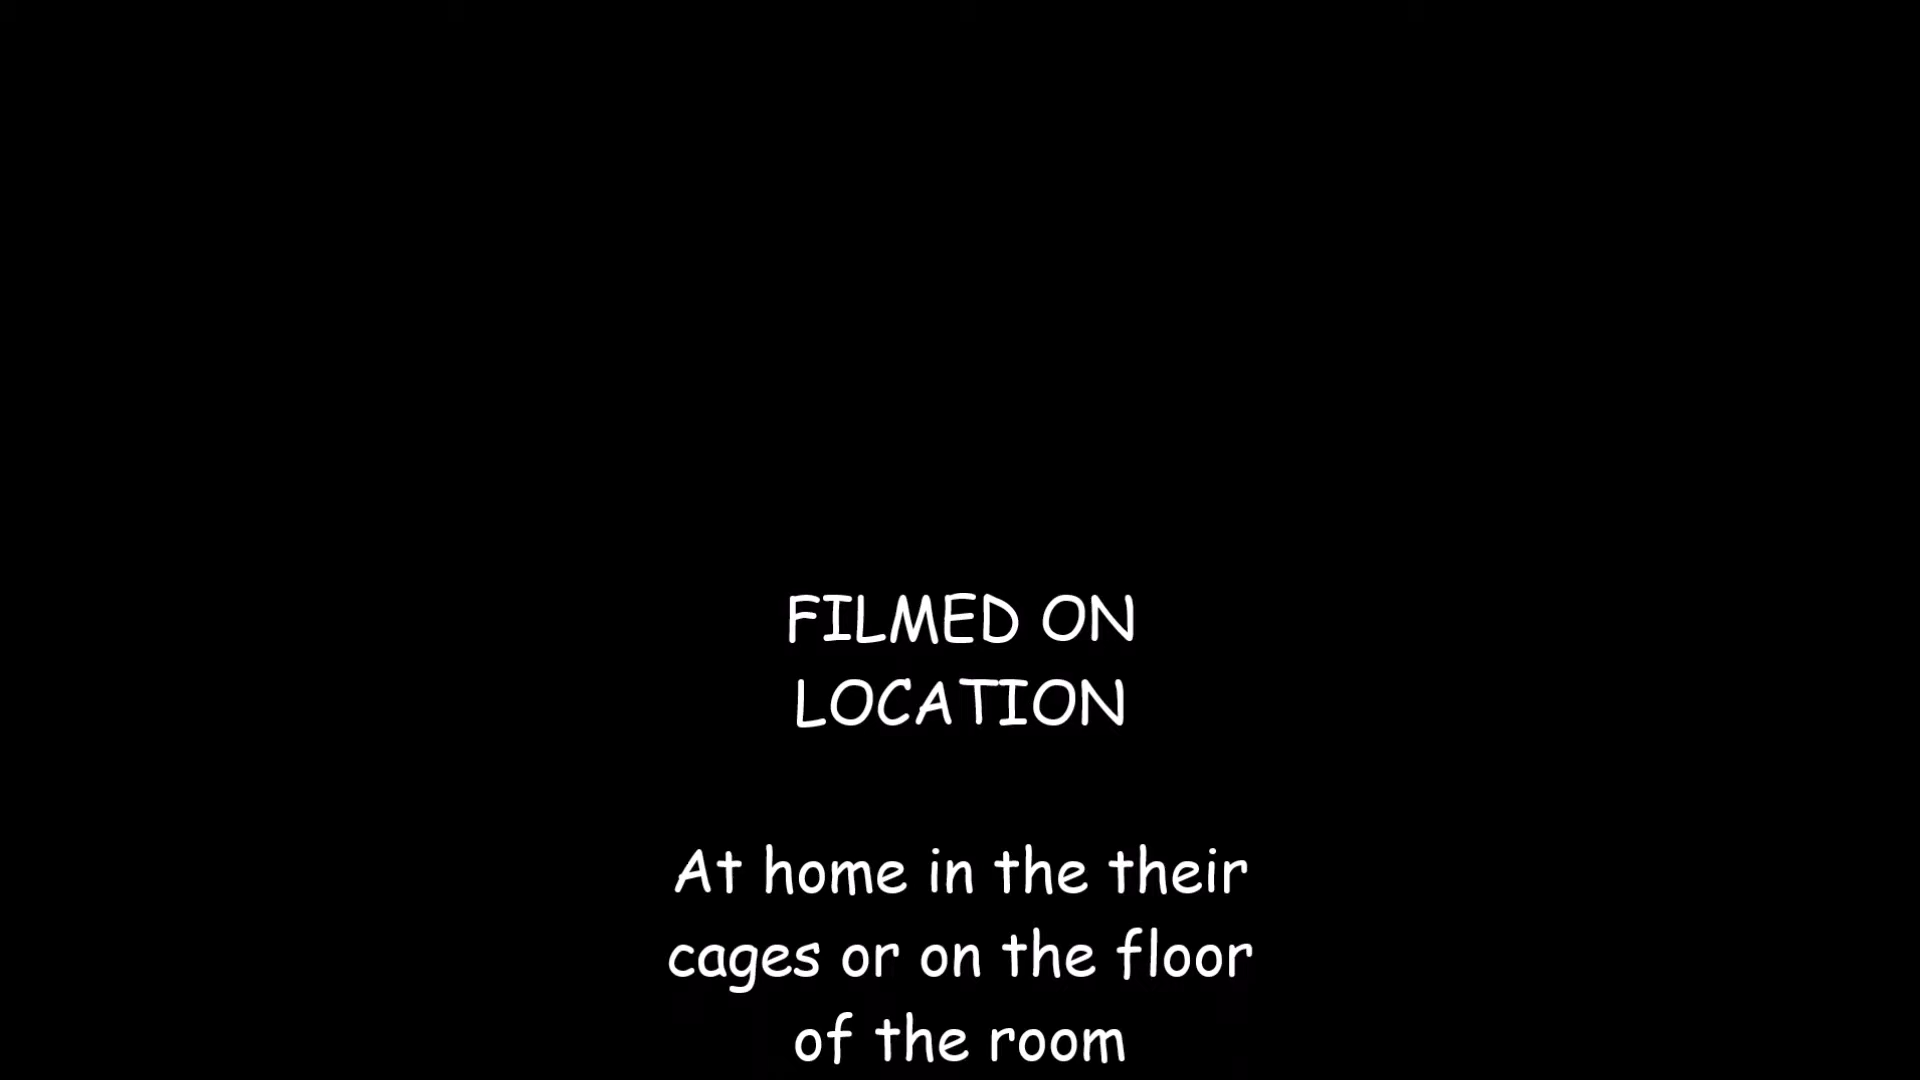 FILMED ON
LOCATION
At home in the their
cages or on the floor
of the room